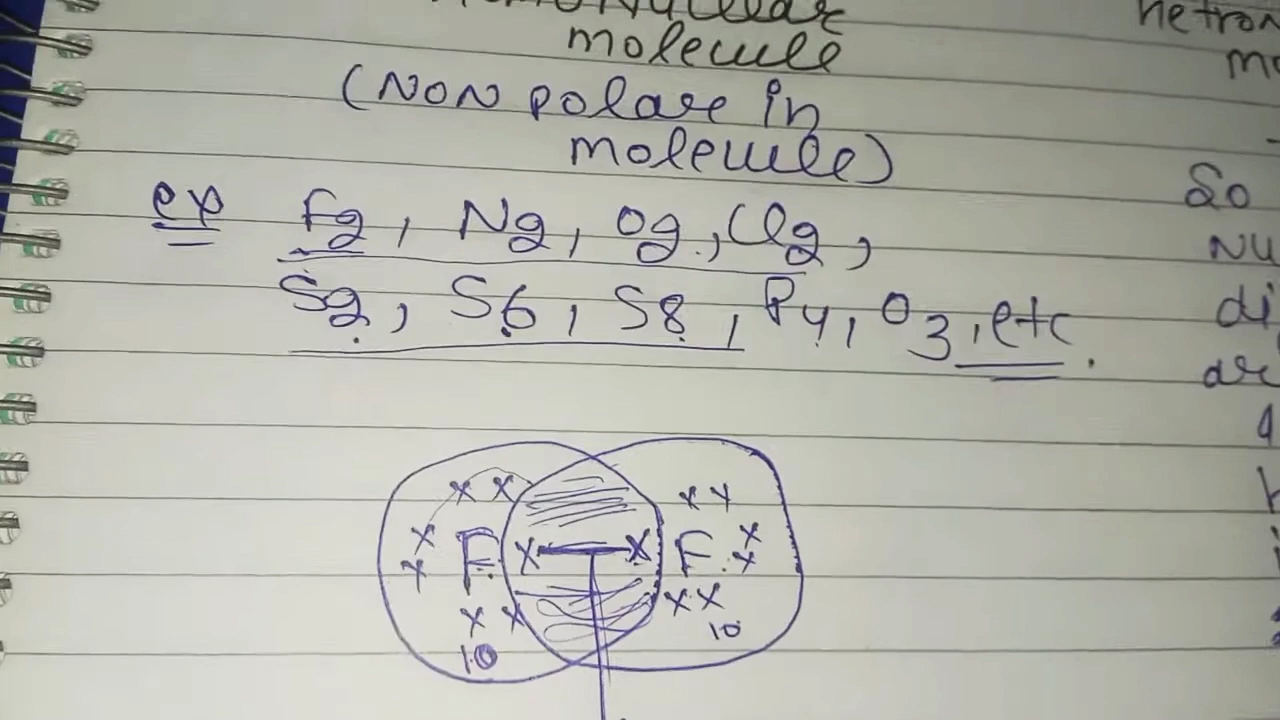 molecule
(Non polar in
molecule)
ex F2, N2, O2, Cl2,
S2, S6, S8, P4, O3, etc.
So
x x x x
x F x x F x
x x
x x x x
10 10